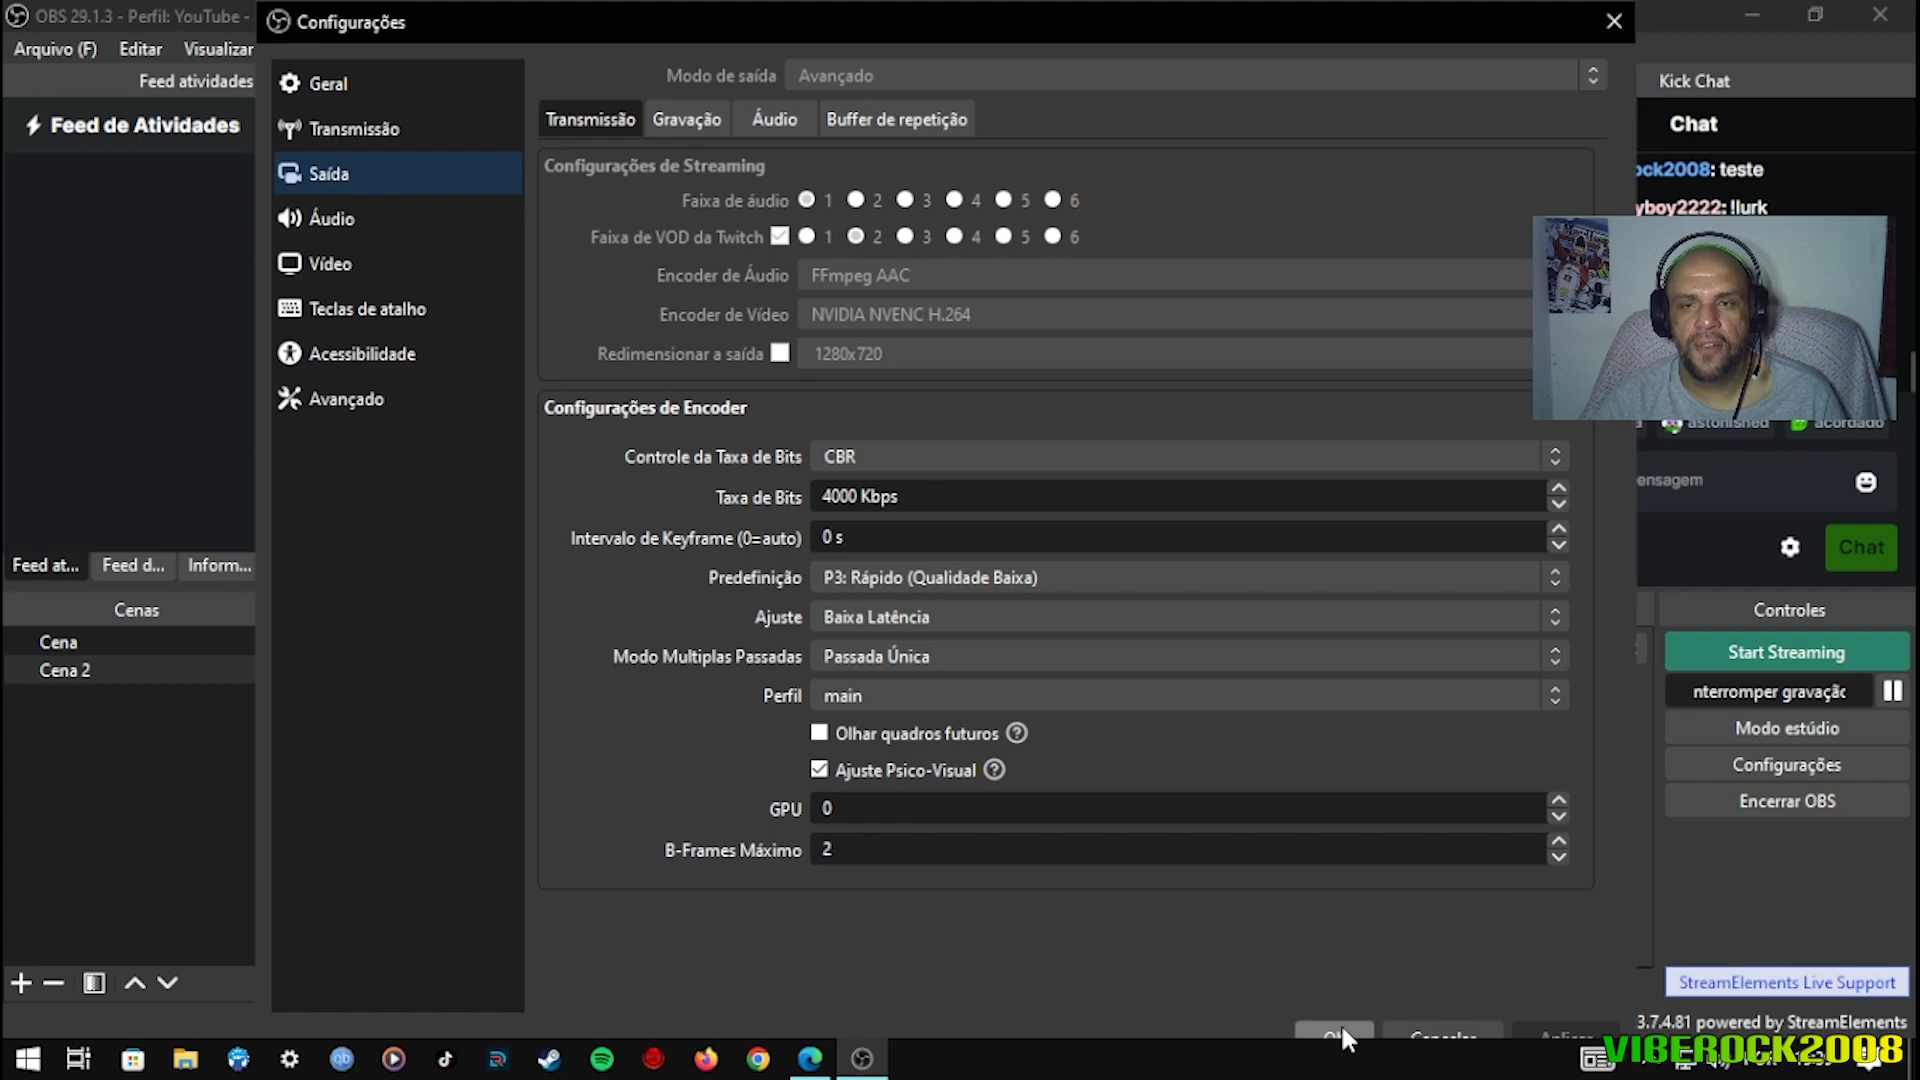 OBS 29.1.3 - Perfil: YouTube -
Configurações
Arquivo (F) Editar Visualizar
Feed atividades
Feed de Atividades
Feed at... Feed d... Inform...
Cenas
Cena
Cena 2
Geral
Transmissão
Saída
Áudio
Vídeo
Teclas de atalho
Acessibilidade
Avançado
Modo de saída Avançado
Transmissão Gravação Áudio Buffer de repetição
Configurações de Streaming
Faixa de áudio 1 2 3 4 5 6
Faixa de VOD da Twitch 1 2 3 4 5 6
Encoder de Áudio FFmpeg AAC
Encoder de Vídeo NVIDIA NVENC H.264
Redimensionar a saída 1280x720
Configurações de Encoder
Controle da Taxa de Bits CBR
Taxa de Bits 4000 Kbps
Intervalo de Keyframe (0=auto) 0 s
Predefinição P3: Rápido (Qualidade Baixa)
Ajuste Baixa Latência
Modo Multiplas Passadas Passada Única
Perfil main
Olhar quadros futuros ?
Ajuste Psico-Visual ?
GPU 0
B-Frames Máximo 2
Cancelar
Kick Chat
Chat
ock2008: teste
yboy2222: !lurk
astonished acordado
ensagem
Chat
Controles
Start Streaming
nterromper gravação
Modo estúdio
Configurações
Encerrar OBS
StreamElements Live Support
3.7.4.81 powered by StreamElements
VIBEROCK2008